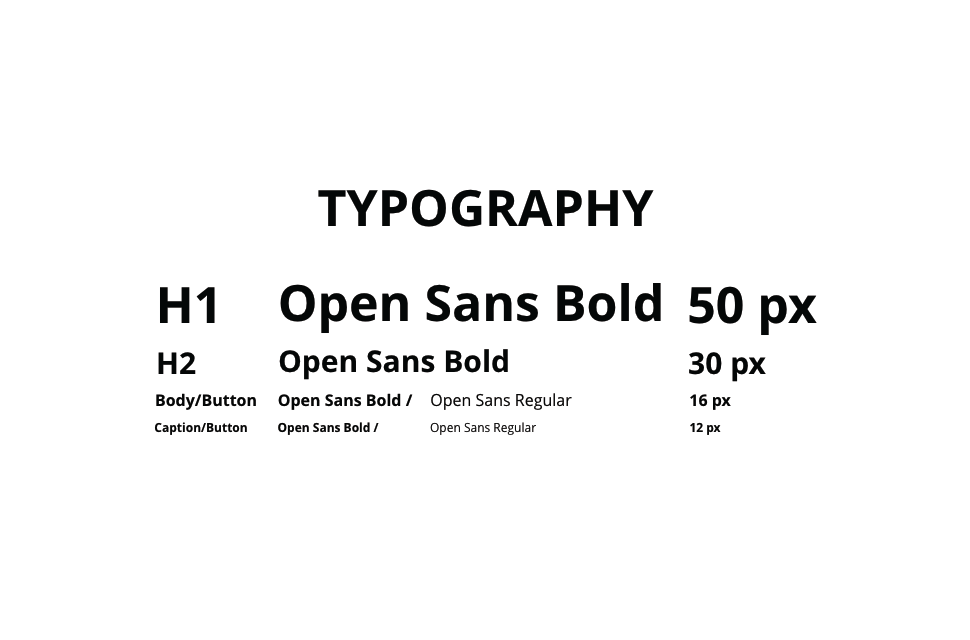 TYPOGRAPHY
H1 Open Sans Bold 50 px
H2 Open Sans Bold 30 px
Body/Button Open Sans Bold / Open Sans Regular 16 px
Caption/Button Open Sans Bold / Open Sans Regular 12 px